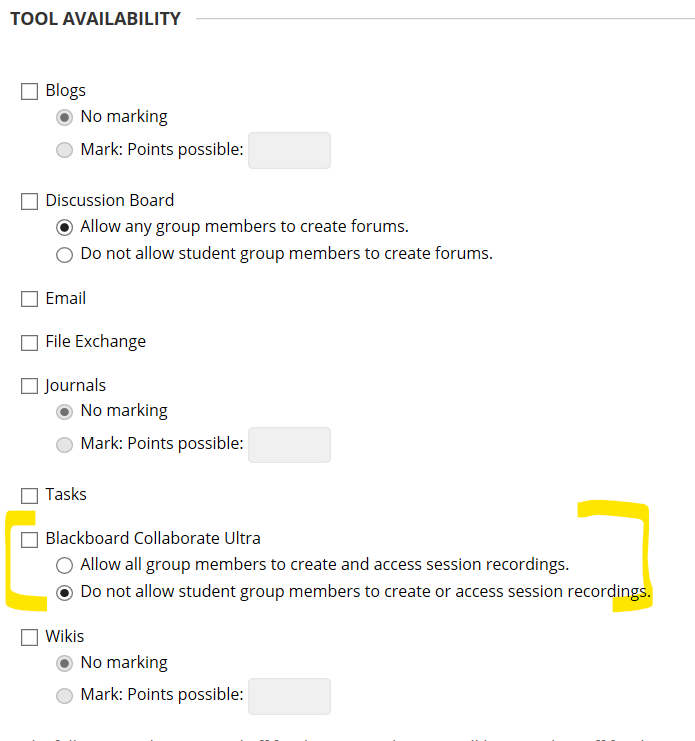 TOOL AVAILABILITY
Blogs
No marking
Mark: Points possible:
Discussion Board
Allow any group members to create forums.
Do not allow student group members to create forums.
Email
File Exchange
Journals
No marking
Mark: Points possible:
Tasks
Blackboard Collaborate Ultra
Allow all group members to create and access session recordings.
Do not allow student group members to create or access session recordings.
Wikis
No marking
Mark: Points possible: